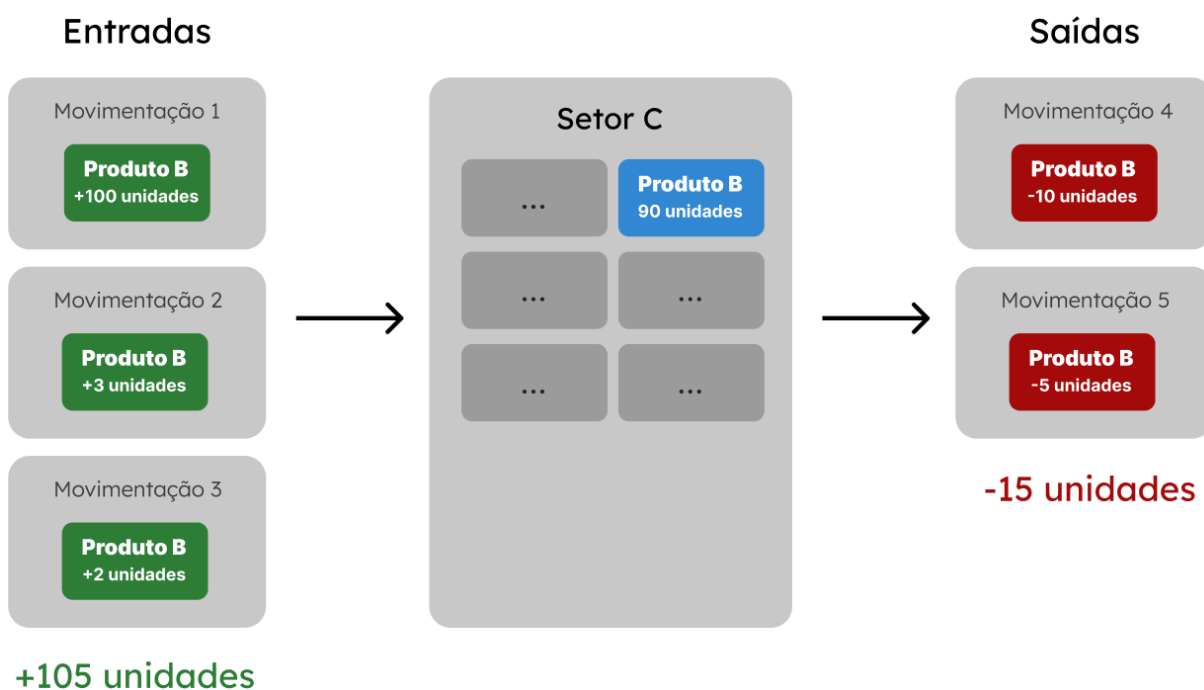 Entradas
Movimentação 1
Produto B
+100 unidades
Movimentação 2
Produto B
+3 unidades
Movimentação 3
Produto B
+2 unidades
+105 unidades
Setor C
...
Produto B
90 unidades
...
...
...
...
Saídas
Movimentação 4
Produto B
-10 unidades
Movimentação 5
Produto B
-5 unidades
-15 unidades